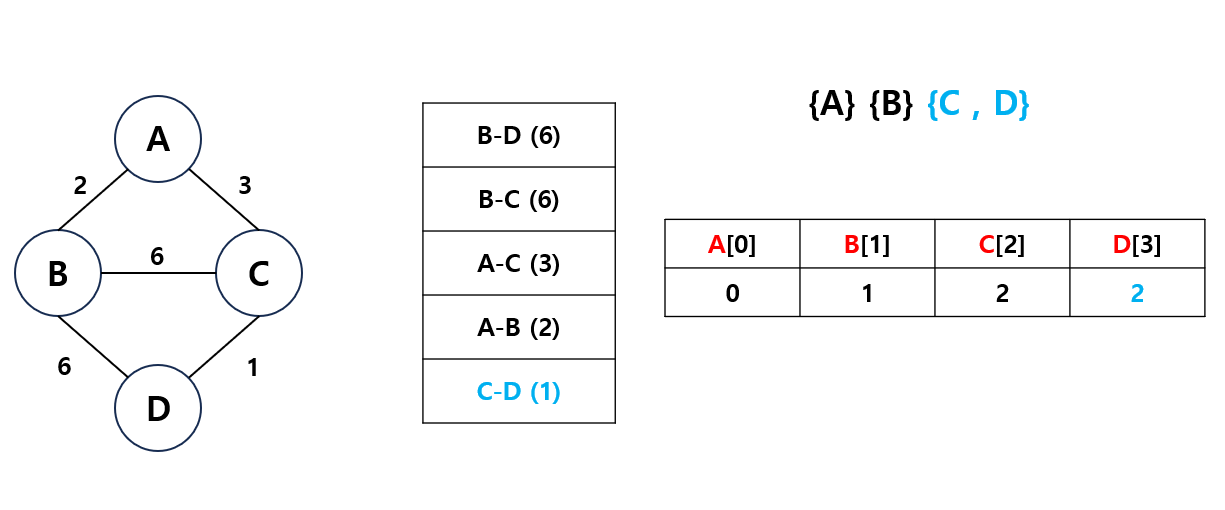 A
2
3
B
6
C
6
1
D
B-D (6)
B-C (6)
A-C (3)
A-B (2)
C-D (1)
{A} {B} {C , D}
A[0] B[1] C[2] D[3]
0 1 2 2